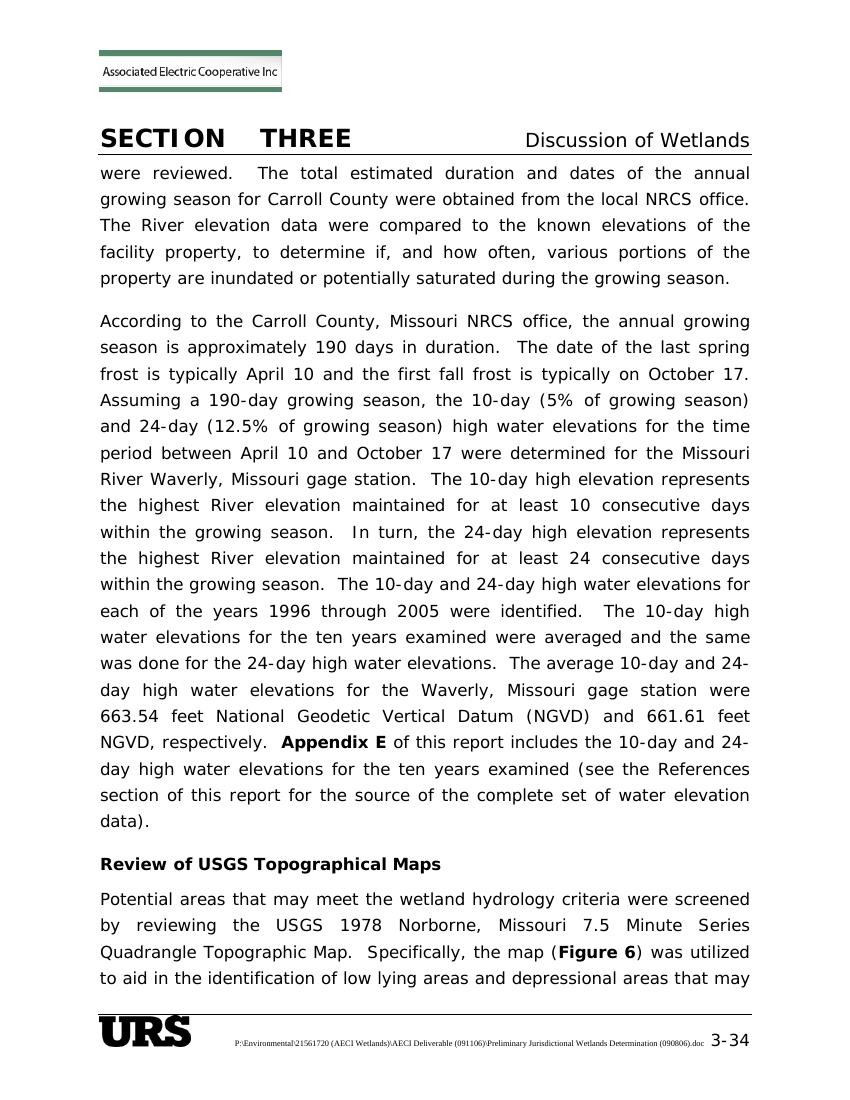 Associated Electric Cooperative Inc
SECTION THREE Discussion of Wetlands
were reviewed. The total estimated duration and dates of the annual
growing season for Carroll County were obtained from the local NRCS office.
The River elevation data were compared to the known elevations of the
facility property, to determine if, and how often, various portions of the
property are inundated or potentially saturated during the growing season.
According to the Carroll County, Missouri NRCS office, the annual growing
season is approximately 190 days in duration. The date of the last spring
frost is typically April 10 and the first fall frost is typically on October 17.
Assuming a 190-day growing season, the 10-day (5% of growing season)
and 24-day (12.5% of growing season) high water elevations for the time
period between April 10 and October 17 were determined for the Missouri
River Waverly, Missouri gage station. The 10-day high elevation represents
the highest River elevation maintained for at least 10 consecutive days
within the growing season. In turn, the 24-day high elevation represents
the highest River elevation maintained for at least 24 consecutive days
within the growing season. The 10-day and 24-day high water elevations for
each of the years 1996 through 2005 were identified. The 10-day high
water elevations for the ten years examined were averaged and the same
was done for the 24-day high water elevations. The average 10-day and 24-
day high water elevations for the Waverly, Missouri gage station were
663.54 feet National Geodetic Vertical Datum (NGVD) and 661.61 feet
NGVD, respectively. Appendix E of this report includes the 10-day and 24-
day high water elevations for the ten years examined (see the References
section of this report for the source of the complete set of water elevation
data).
Review of USGS Topographical Maps
Potential areas that may meet the wetland hydrology criteria were screened
by reviewing the USGS 1978 Norborne, Missouri 7.5 Minute Series
Quadrangle Topographic Map. Specifically, the map (Figure 6) was utilized
to aid in the identification of low lying areas and depressional areas that may
URS P:\Environmental\21561720 (AECI Wetlands)\AECI Deliverable (091106)\Preliminary Jurisdictional Wetlands Determination (090806).doc 3-34